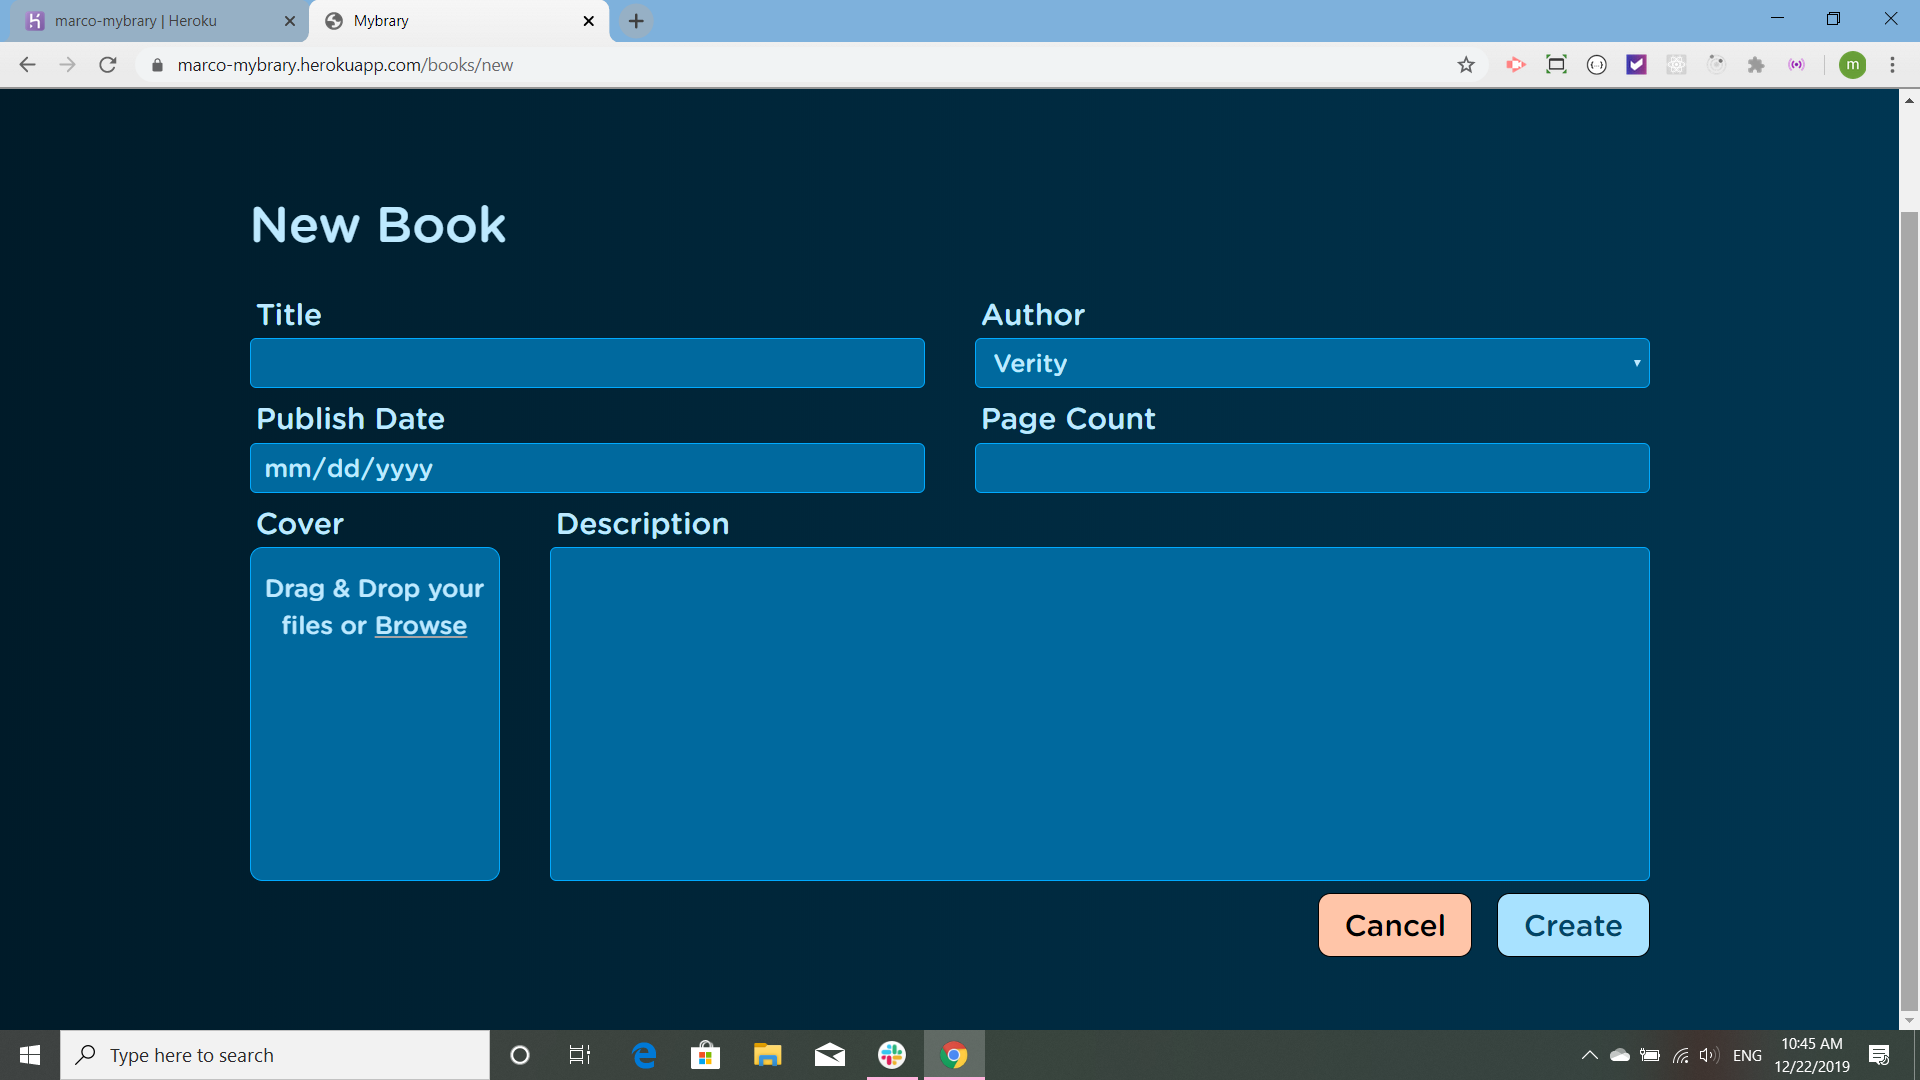 marco-mybrary | Heroku
Mybrary
marco-mybrary.herokuapp.com/books/new
m
New Book
Title
Author
Verity
Publish Date
Page Count
mm/dd/yyyy
Cover
Description
Drag & Drop your
files or Browse
Cancel
Create
Type here to search
ENG
10:45 AM
12/22/2019